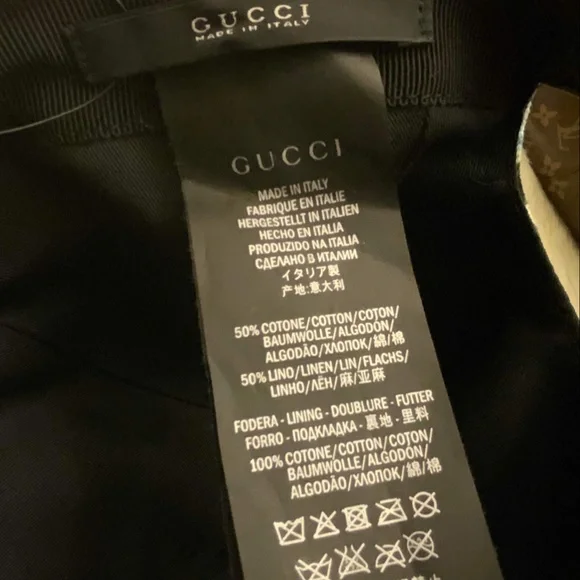 GUCCI
MADE IN ITALY
GUCCI
MADE IN ITALY
FABRIQUE EN ITALIE
HERGESTELLT IN ITALIEN
HECHO EN ITALIA
PRODUZIDO NA ITALIA
СДЕЛАНО В ИТАЛИИ
イタリア製
产地:意大利
50% COTONE/COTTON/COTON/
BAUMWOLLE/ALGODÓN/
ALGODÃO/ХЛОПОК/綿/棉
50% LINO/LINEN/LIN/FLACHS/
LINHO/ЛЁН/麻/亚麻
FODERA - LINING - DOUBLURE - FUTTER
FORRO - ПОДКЛАДКА - 裏地 - 里料
100% COTONE/COTTON/COTON/
BAUMWOLLE/ALGODÓN/
ALGODÃO/ХЛОПОК/綿/棉